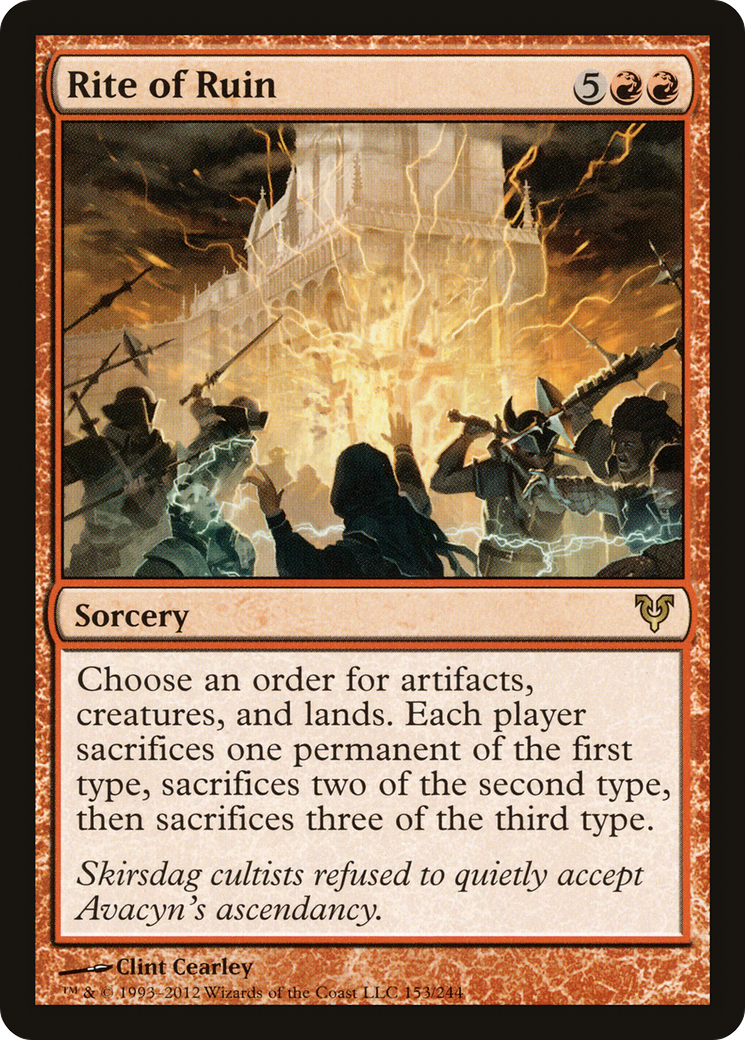 Rite of Ruin 5
Sorcery
Choose an order for artifacts,
creatures, and lands. Each player
sacrifices one permanent of the first
type, sacrifices two of the second type,
then sacrifices three of the third type.
Skirsdag cultists refused to quietly accept
Avacyn's ascendancy.
Clint Cearley
™ & © 1993–2012 Wizards of the Coast LLC 153/244